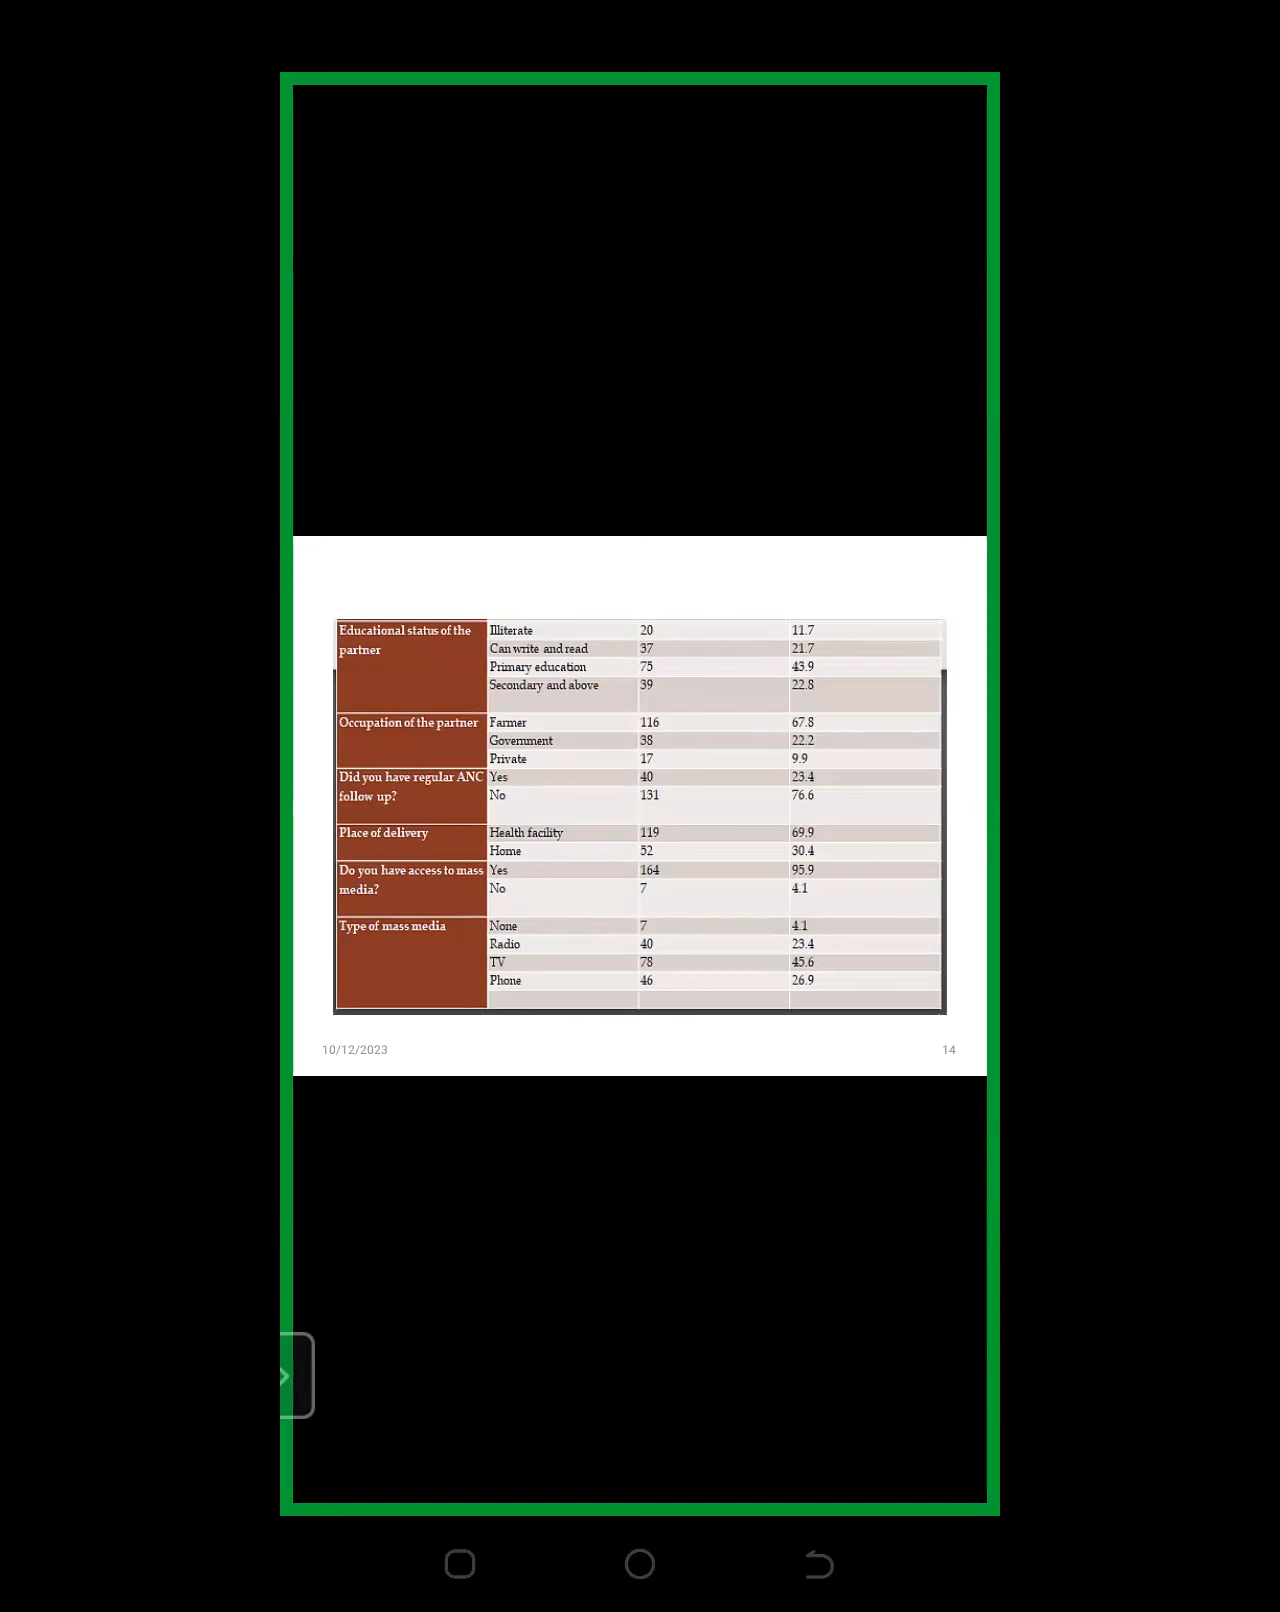 Educational status of the partner Illiterate 20 11.7
Can write and read 37 21.7
Primary education 75 43.9
Secondary and above 39 22.8
Occupation of the partner Farmer 116 67.8
Government 38 22.2
Private 17 9.9
Did you have regular ANC follow up? Yes 40 23.4
No 131 76.6
Place of delivery Health facility 119 69.9
Home 52 30.4
Do you have access to mass media? Yes 164 95.9
No 7 4.1
Type of mass media None 7 4.1
Radio 40 23.4
TV 78 45.6
Phone 46 26.9
10/12/2023 14